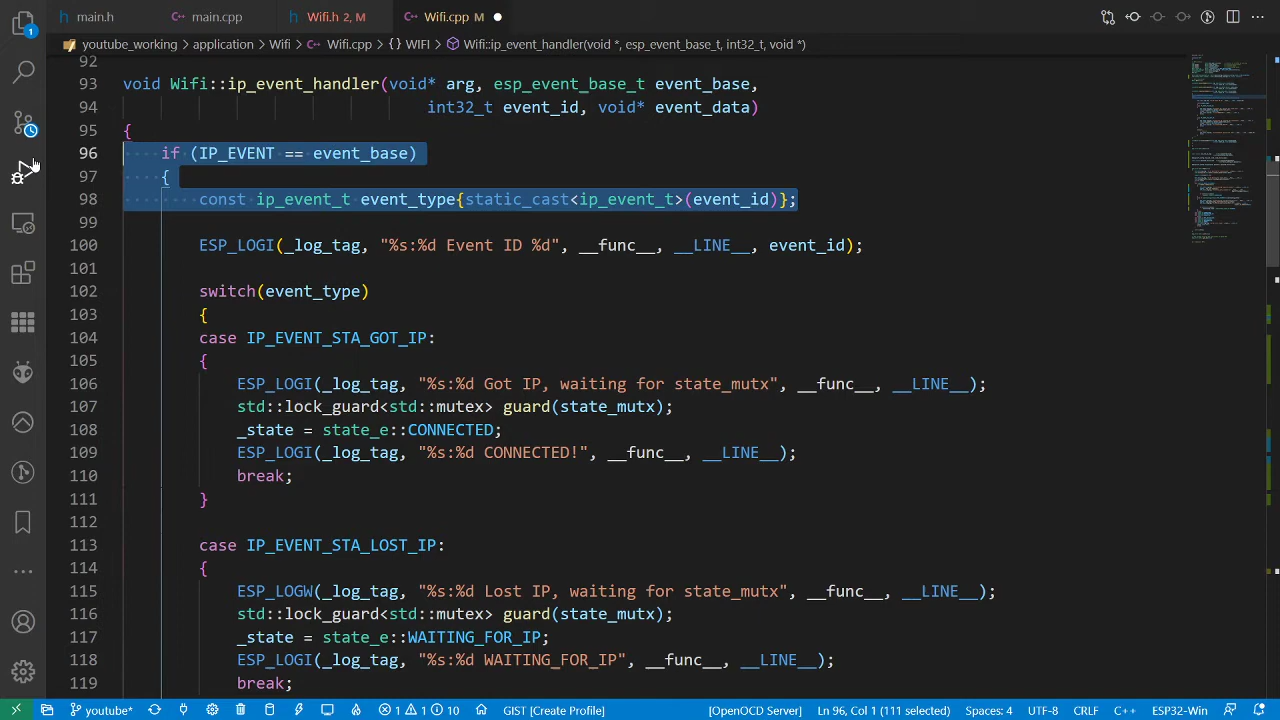 main.h
main.cpp
Wifi.h 2, M
Wifi.cpp M
youtube_working > application > Wifi > Wifi.cpp > {} WIFI > Wifi::ip_event_handler(void *, esp_event_base_t, int32_t, void *)
92
93 void Wifi::ip_event_handler(void* arg, esp_event_base_t event_base,
94 int32_t event_id, void* event_data)
95 {
96 if (IP_EVENT == event_base)
97 {
98 const ip_event_t event_type{static_cast<ip_event_t>(event_id)};
99
100 ESP_LOGI(_log_tag, "%s:%d Event ID %d", __func__, __LINE__, event_id);
101
102 switch(event_type)
103 {
104 case IP_EVENT_STA_GOT_IP:
105 {
106 ESP_LOGI(_log_tag, "%s:%d Got IP, waiting for state_mutx", __func__, __LINE__);
107 std::lock_guard<std::mutex> guard(state_mutx);
108 _state = state_e::CONNECTED;
109 ESP_LOGI(_log_tag, "%s:%d CONNECTED!", __func__, __LINE__);
110 break;
111 }
112
113 case IP_EVENT_STA_LOST_IP:
114 {
115 ESP_LOGW(_log_tag, "%s:%d Lost IP, waiting for state_mutx", __func__, __LINE__);
116 std::lock_guard<std::mutex> guard(state_mutx);
117 _state = state_e::WAITING_FOR_IP;
118 ESP_LOGI(_log_tag, "%s:%d WAITING_FOR_IP", __func__, __LINE__);
119 break;
1
youtube* 1 1 10 GIST [Create Profile] [OpenOCD Server] Ln 96, Col 1 (111 selected) Spaces: 4 UTF-8 CRLF C++ ESP32-Win